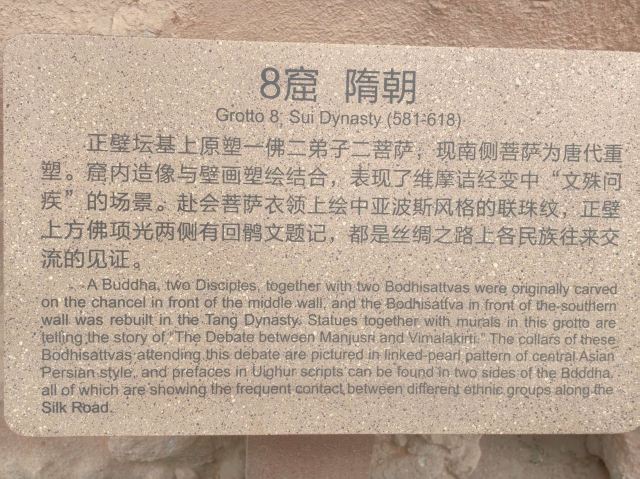 8窟 隋朝
Grotto 8, Sui Dynasty (581-618)
正壁坛基上原塑一佛二弟子二菩萨，现南侧菩萨为唐代重
塑。窟内造像与壁画塑绘结合，表现了维摩诘经变中“文殊问
疾”的场景。赴会菩萨衣领上绘中亚波斯风格的联珠纹，正壁
上方佛项光两侧有回鹘文题记，都是丝绸之路上各民族往来交
流的见证。
A Buddha, two Disciples, together with two Bodhisattvas were originally carved
on the chancel in front of the middle wall, and the Bodhisattva in front of the southern
wall was rebuilt in the Tang Dynasty. Statues together with murals in this grotto are
telling the story of "The Debate between Manjusri and Vimalakirti." The collars of these
Bodhisattvas attending this debate are pictured in linked-pearl pattern of central Asian
Persian style, and prefaces in Uighur scripts can be found in two sides of the Buddha,
all of which are showing the frequent contact between different ethnic groups along the
Silk Road.